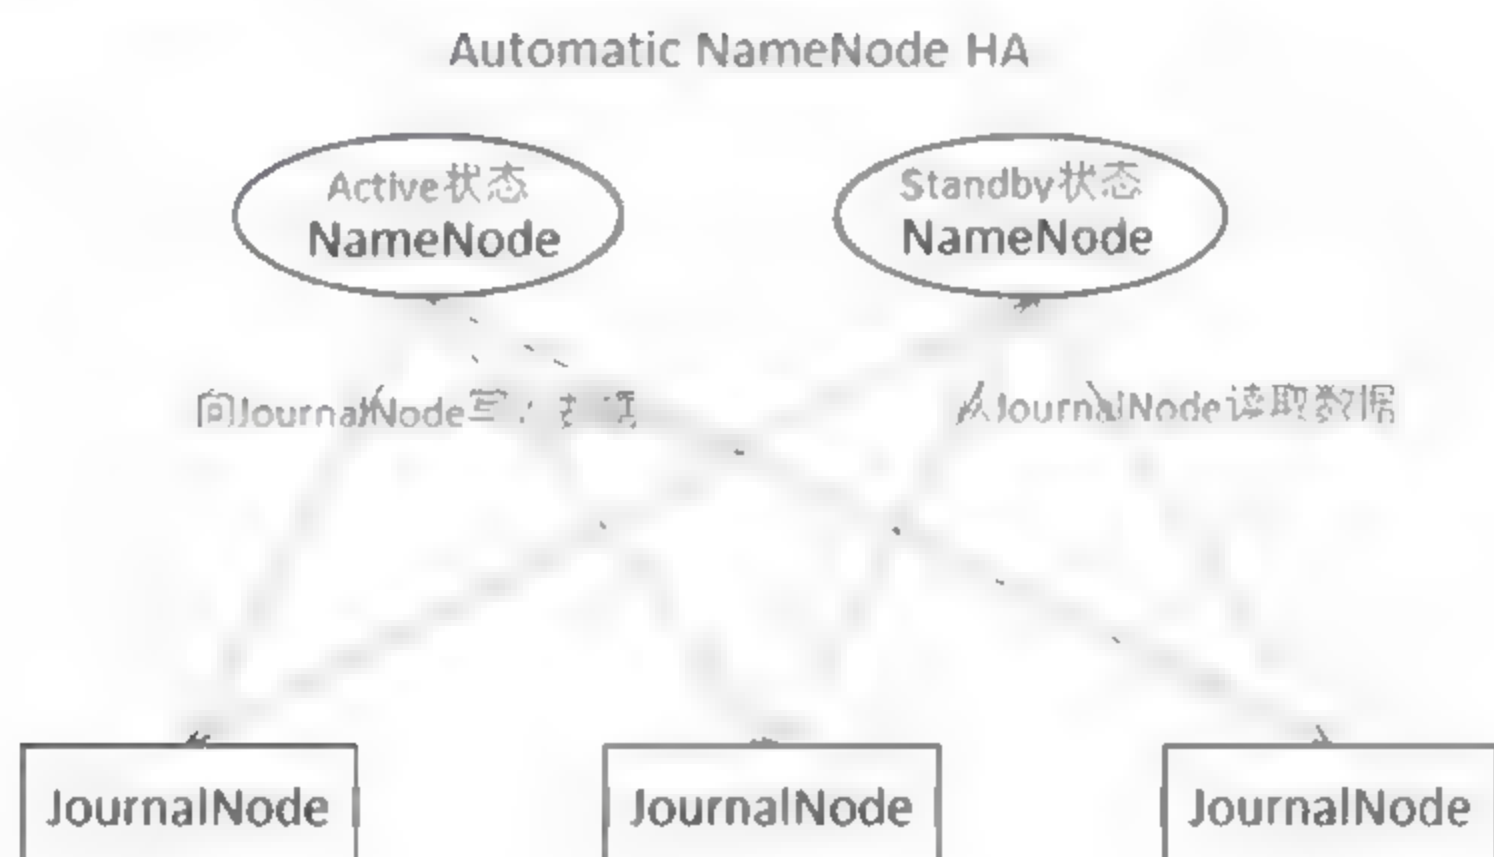 Automatic NameNode HA
Active状态
NameNode
Standby状态
NameNode
向JournalNode写
从JournalNode读取数据
JournalNode
JournalNode
JournalNode